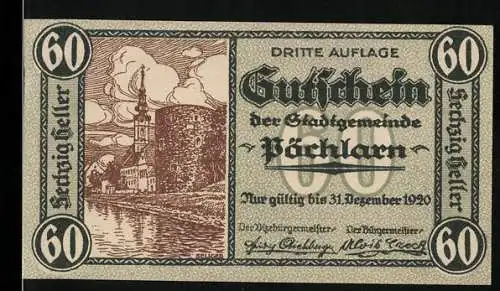 60
Sechzig Heller
60
DRITTE AUFLAGE
Gutschein
der Stadtgemeinde
Pöchlarn
60
Nur gültig bis 31. Dezember 1920
Der Vizebürgermeister
Der Bürgermeister
60
Sechzig Heller
60